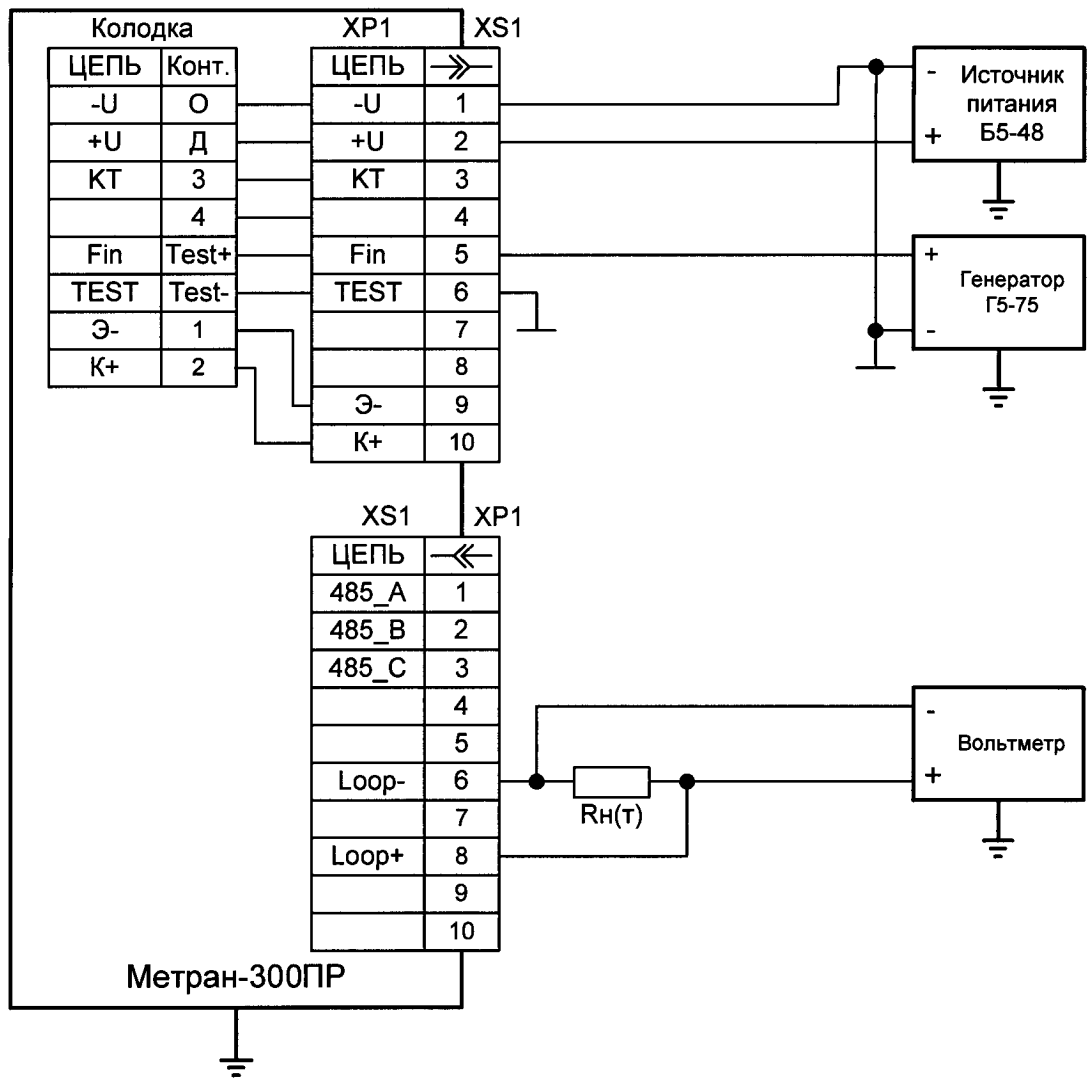 Колодка
ЦЕПЬ Конт.
-U О
+U Д
KT 3
4
Fin Test+
TEST Test-
Э- 1
К+ 2
XP1 XS1
ЦЕПЬ
-U 1
+U 2
KT 3
4
Fin 5
TEST 6
7
8
Э- 9
К+ 10
- Источник
питания
+ Б5-48
+
Генератор
Г5-75
-
XS1 XP1
ЦЕПЬ
485_A 1
485_B 2
485_C 3
4
5
Loop- 6
7
Loop+ 8
9
10
Rн(т)
-
Вольтметр
+
Метран-300ПР